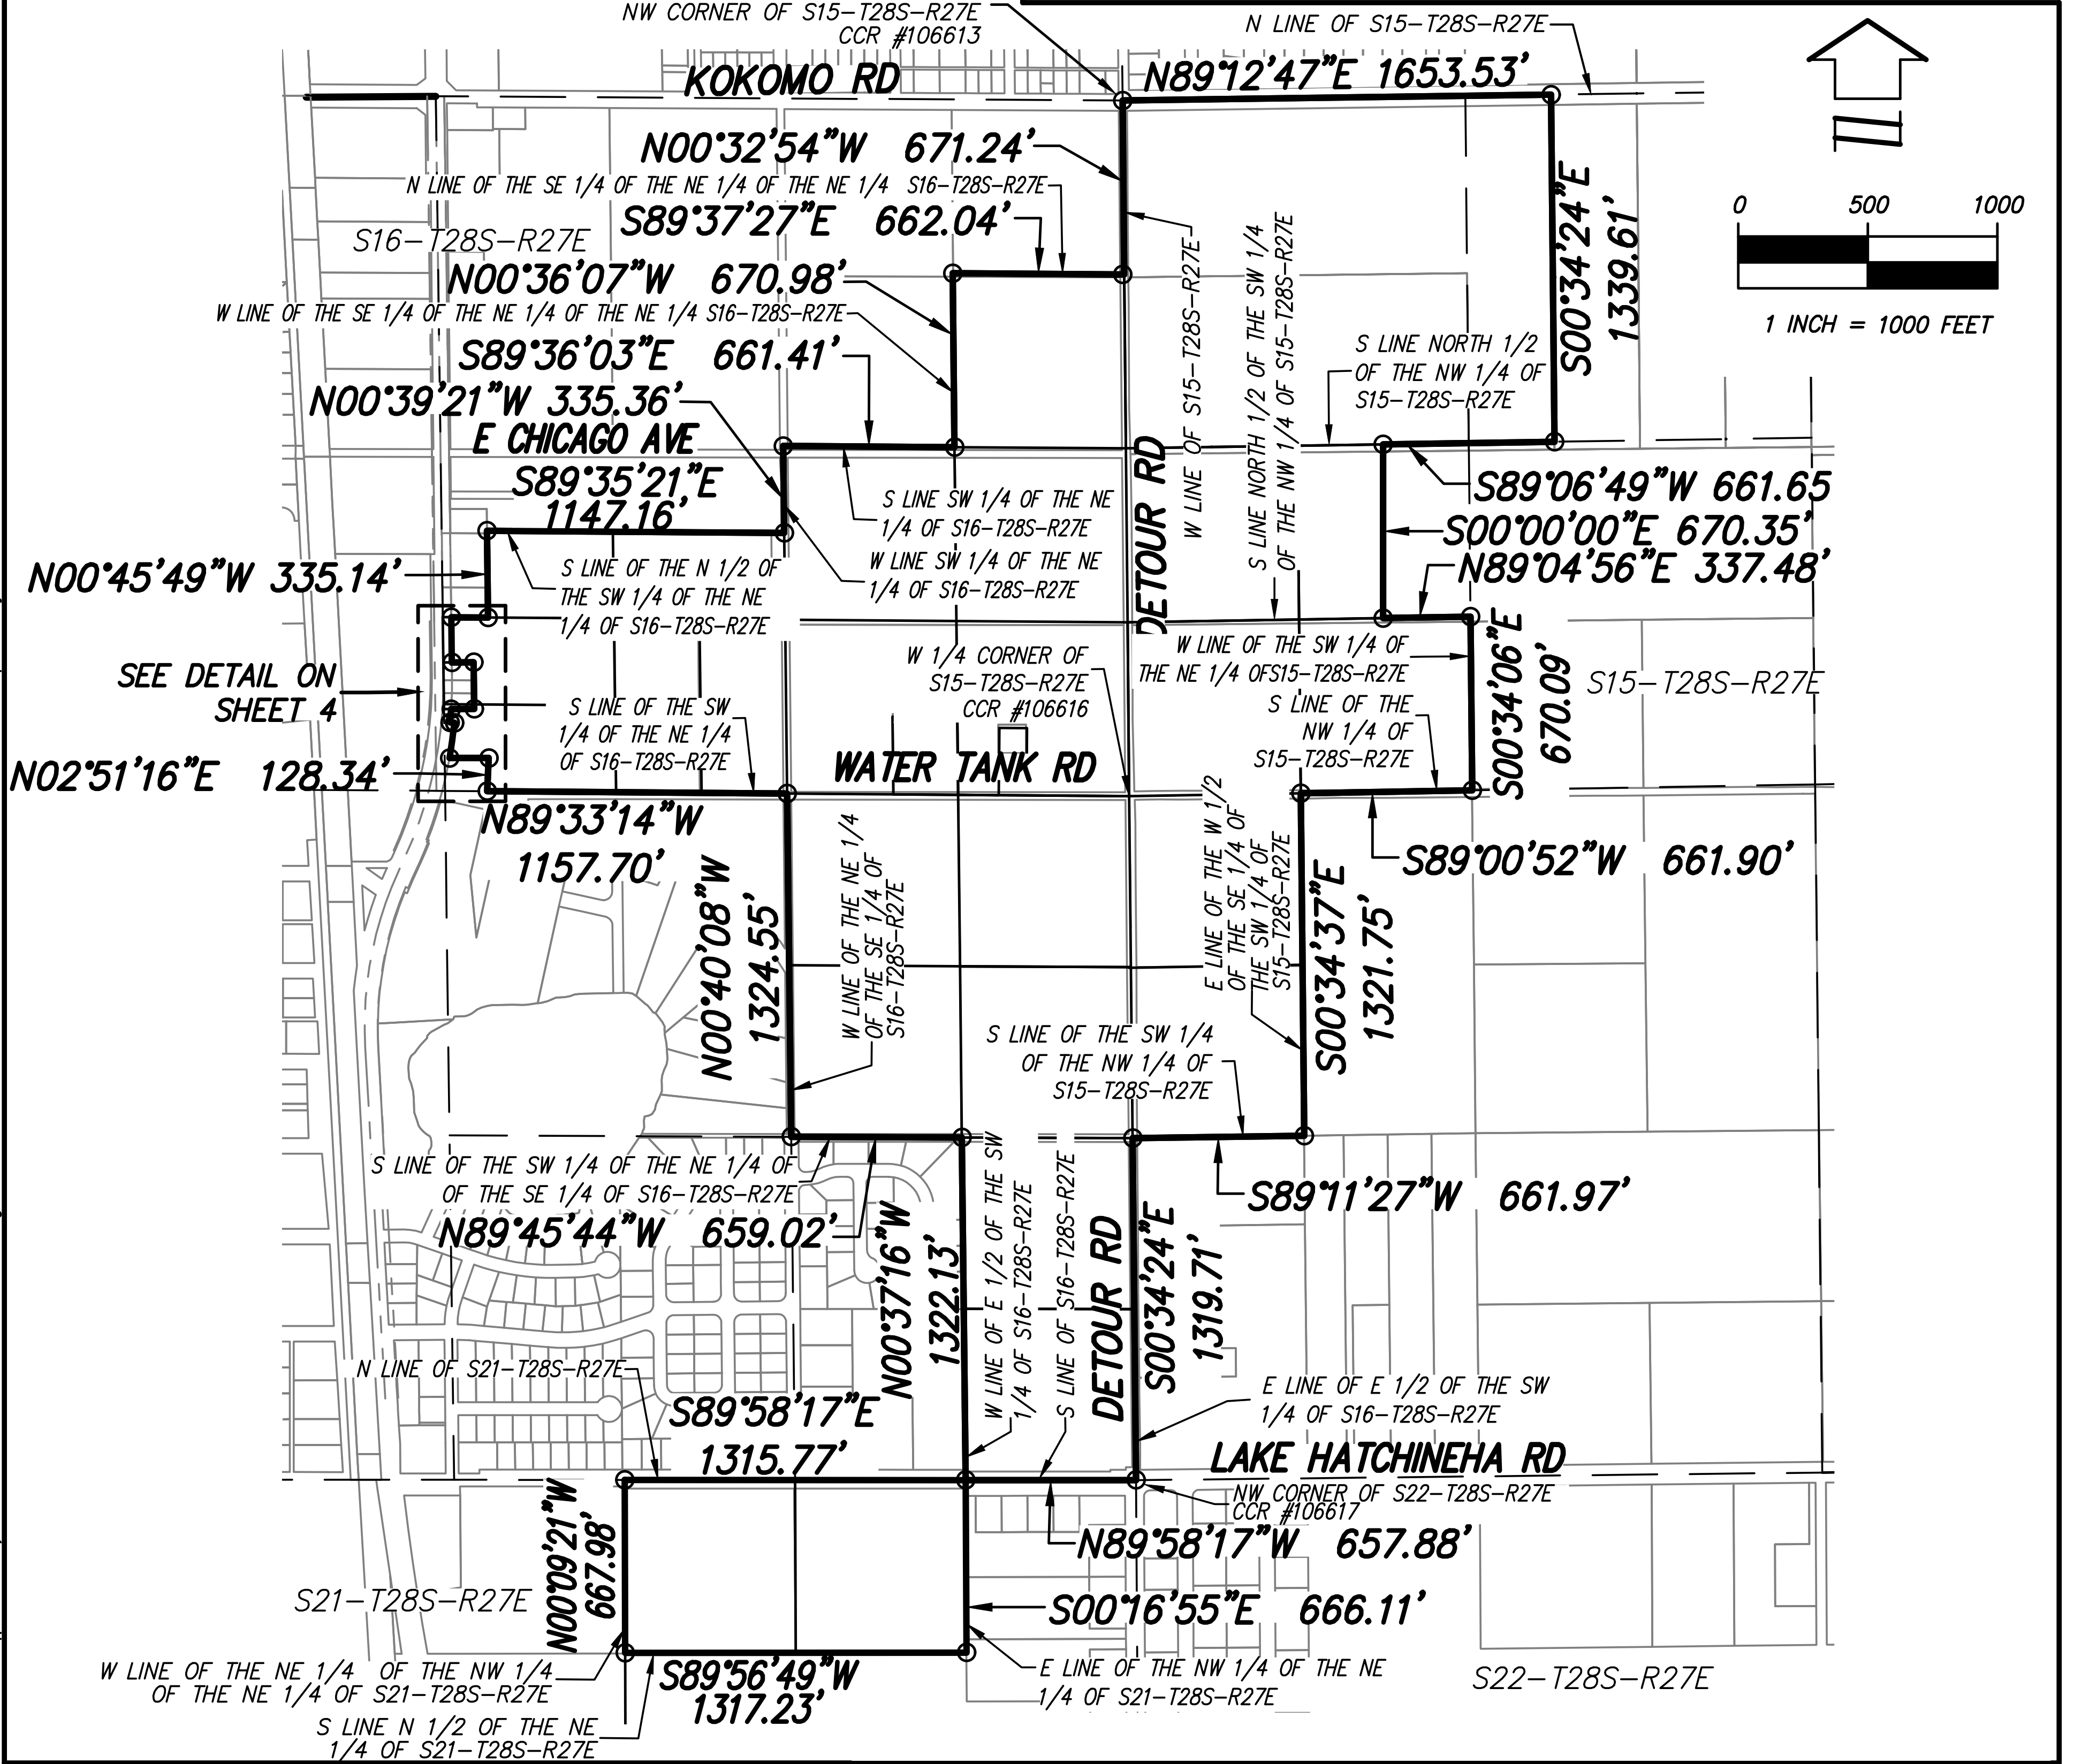 NW CORNER OF S15-T28S-R27E
CCR #106613
N LINE OF S15-T28S-R27E
KOKOMO RD
N89°12'47"E 1653.53'
N00°32'54"W 671.24'
N LINE OF THE SE 1/4 OF THE NE 1/4 OF THE NE 1/4 S16-T28S-R27E
S89°37'27"E 662.04'
S16-T28S-R27E
N00°36'07"W 670.98'
W LINE OF THE SE 1/4 OF THE NE 1/4 OF THE NE 1/4 S16-T28S-R27E
S89°36'03"E 661.41'
N00°39'21"W 335.36'
E CHICAGO AVE
S89°35'21"E
1147.16'
S00°34'24"E
1339.61'
0 500 1000
1 INCH = 1000 FEET
W LINE OF S15-T28S-R27E
S LINE NORTH 1/2 OF THE SW 1/4
OF THE NW 1/4 OF S15-T28S-R27E
S LINE NORTH 1/2
OF THE NW 1/4 OF
S15-T28S-R27E
DETOUR RD
S LINE SW 1/4 OF THE NE
1/4 OF S16-T28S-R27E
W LINE SW 1/4 OF THE NE
1/4 OF S16-T28S-R27E
S89°06'49"W 661.65
S00°00'00"E 670.35'
N89°04'56"E 337.48'
N00°45'49"W 335.14'
S LINE OF THE N 1/2 OF
THE SW 1/4 OF THE NE
1/4 OF S16-T28S-R27E
SEE DETAIL ON
SHEET 4
W 1/4 CORNER OF
S15-T28S-R27E
CCR #106616
W LINE OF THE SW 1/4 OF
THE NE 1/4 OFS15-T28S-R27E
S00°34'06"E
670.09'
S15-T28S-R27E
S LINE OF THE SW
1/4 OF THE NE 1/4
OF S16-T28S-R27E
S LINE OF THE
NW 1/4 OF
S15-T28S-R27E
WATER TANK RD
N02°51'16"E 128.34'
N89°33'14"W
1157.70'
S89°00'52"W 661.90'
N00°40'08"W
1324.55'
W LINE OF THE NE 1/4
OF THE SE 1/4 OF
S16-T28S-R27E
E LINE OF THE W 1/2
OF THE SE 1/4 OF
THE SW 1/4 OF
S15-T28S-R27E
S00°34'37"E
1321.75'
S LINE OF THE SW 1/4
OF THE NW 1/4 OF
S15-T28S-R27E
S LINE OF THE SW 1/4 OF THE NE 1/4 OF
OF THE SE 1/4 OF S16-T28S-R27E
N89°45'44"W 659.02'
S89°11'27"W 661.97'
N00°37'16"W
1322.13'
W LINE OF E 1/2 OF THE SW
1/4 OF S16-T28S-R27E
S LINE OF S16-T28S-R27E
DETOUR RD
S00°34'24"E
1319.71'
N LINE OF S21-T28S-R27E
S89°58'17"E
1315.77'
E LINE OF E 1/2 OF THE SW
1/4 OF S16-T28S-R27E
LAKE HATCHINEHA RD
NW CORNER OF S22-T28S-R27E
CCR #106617
N89°58'17"W 657.88'
N00°09'21"W
667.98'
S21-T28S-R27E
S00°16'55"E 666.11'
W LINE OF THE NE 1/4 OF THE NW 1/4
OF THE NE 1/4 OF S21-T28S-R27E
S89°56'49"W
1317.23'
E LINE OF THE NW 1/4 OF THE NE
1/4 OF S21-T28S-R27E
S22-T28S-R27E
S LINE N 1/2 OF THE NE
1/4 OF S21-T28S-R27E